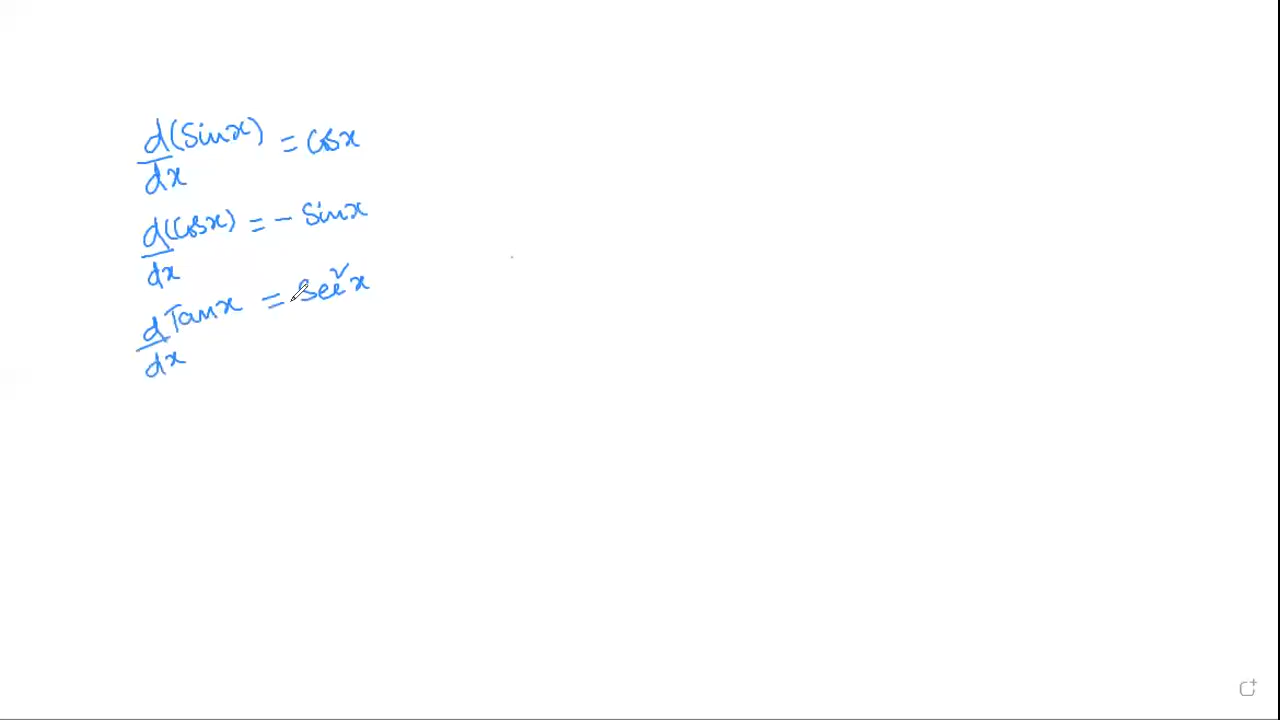 d/dx (Sinx) = Cosx
d/dx (Cosx) = - Sinx
d/dx Tanx = Sec²x